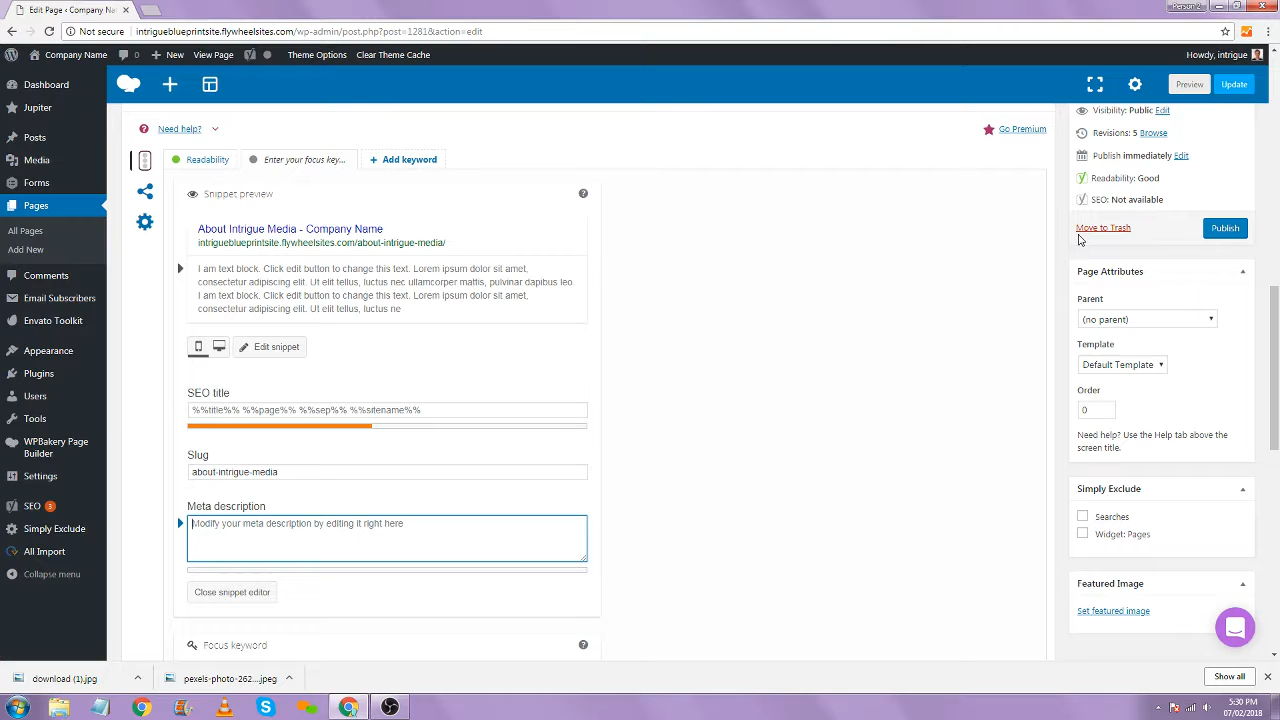 Edit Page ‹ Company Na
Person 2
Not secure
intrigueblueprintsite.flywheelsites.com/wp-admin/post.php?post=1281&action=edit
Company Name
0
New
View Page
Theme Options
Clear Theme Cache
Howdy, intrigue
Dashboard
Jupiter
Posts
Media
Forms
Pages
All Pages
Add New
Comments
Email Subscribers
Envato Toolkit
Appearance
Plugins
Users
Tools
WPBakery Page
Builder
Settings
SEO 3
Simply Exclude
All Import
Collapse menu
Preview
Update
Need help?
Go Premium
Readability
Enter your focus key...
+ Add keyword
Snippet preview
About Intrigue Media - Company Name
intrigueblueprintsite.flywheelsites.com/about-intrigue-media/
I am text block. Click edit button to change this text. Lorem ipsum dolor sit amet,
consectetur adipiscing elit. Ut elit tellus, luctus nec ullamcorper mattis, pulvinar dapibus leo.
I am text block. Click edit button to change this text. Lorem ipsum dolor sit amet,
consectetur adipiscing elit. Ut elit tellus, luctus ne
Edit snippet
SEO title
%%title%% %%page%% %%sep%% %%sitename%%
Slug
about-intrigue-media
Meta description
Modify your meta description by editing it right here
Close snippet editor
Focus keyword
Visibility: Public Edit
Revisions: 5 Browse
Publish immediately Edit
Readability: Good
SEO: Not available
Move to Trash
Publish
Page Attributes
Parent
(no parent)
Template
Default Template
Order
0
Need help? Use the Help tab above the
screen title.
Simply Exclude
Searches
Widget: Pages
Featured Image
Set featured image
download (1).jpg
pexels-photo-262....jpeg
Show all
5:30 PM
07/02/2018